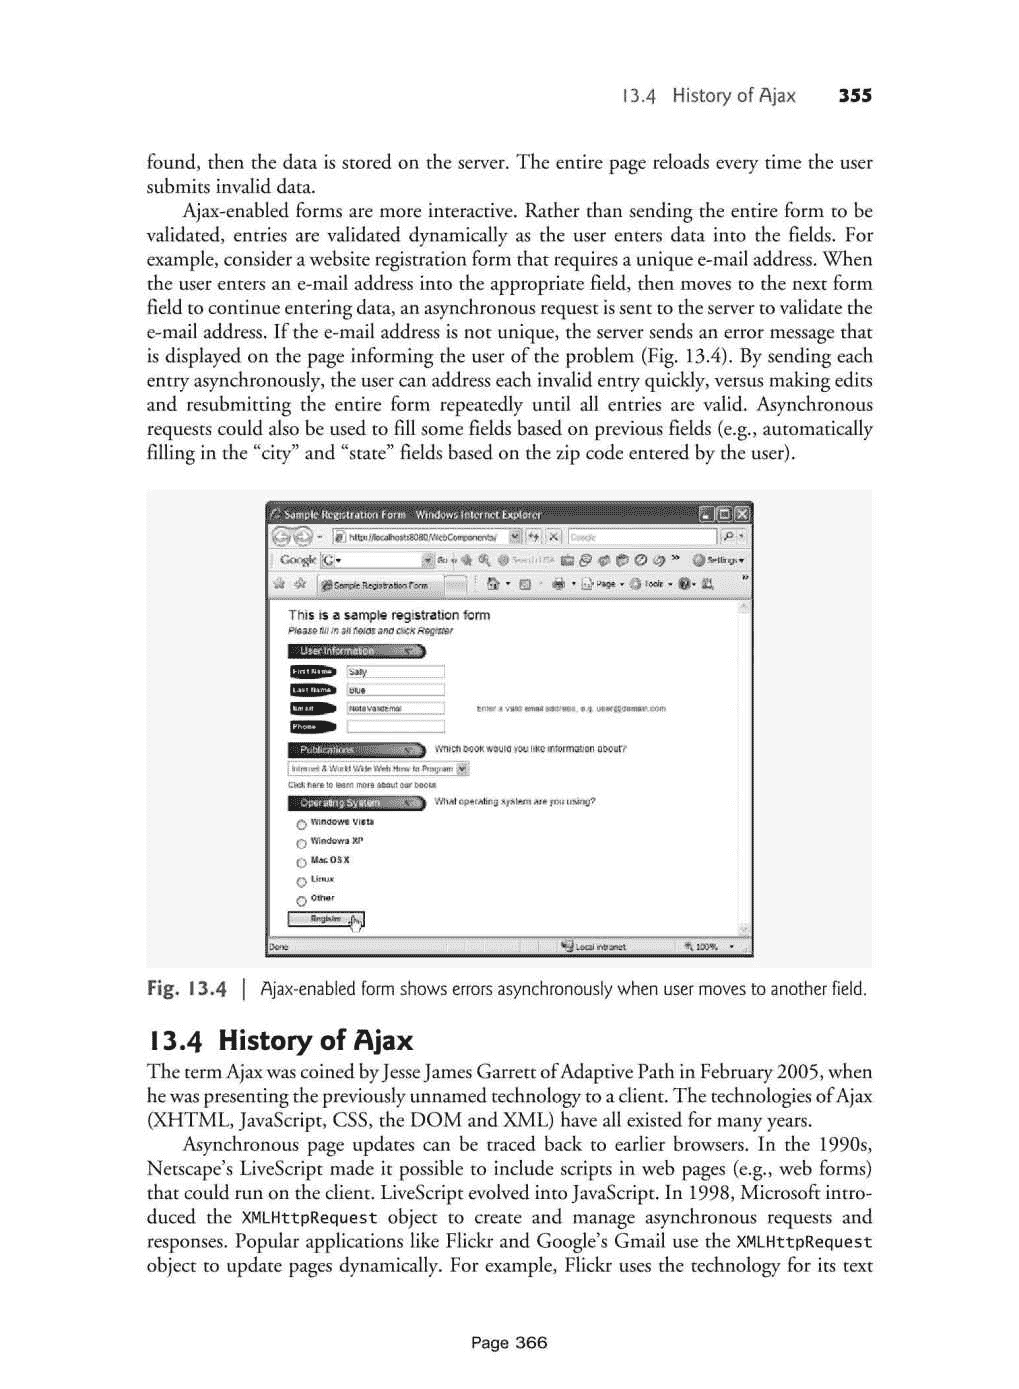 13.4 History of Ajax 355
found, then the data is stored on the server. The entire page reloads every time the user
submits invalid data.
Ajax-enabled forms are more interactive. Rather than sending the entire form to be
validated, entries are validated dynamically as the user enters data into the fields. For
example, consider a website registration form that requires a unique e-mail address. When
the user enters an e-mail address into the appropriate field, then moves to the next form
field to continue entering data, an asynchronous request is sent to the server to validate the
e-mail address. If the e-mail address is not unique, the server sends an error message that
is displayed on the page informing the user of the problem (Fig. 13.4). By sending each
entry asynchronously, the user can address each invalid entry quickly, versus making edits
and resubmitting the entire form repeatedly until all entries are valid. Asynchronous
requests could also be used to fill some fields based on previous fields (e.g., automatically
filling in the “city” and “state” fields based on the zip code entered by the user).
Sample Registration Form Windows Internet Explorer
http://localhost:8080/WebComponents/ Google
Google Go Settings
Sample Registration Form Page Tools
This is a sample registration form
Please fill in all fields and click Register
User Information
First Name Sally
Last Name Blue
Email NotaValidEmail Enter a valid email address, e.g. user@domain.com
Phone
Publications Which book would you like information about?
Internet & World Wide Web How to Program
Click here to learn more about our books
Operating System What operating system are you using?
Windows Vista
Windows XP
Mac OS X
Linux
Other
Register
Done Local intranet 100%
Fig. 13.4 | Ajax-enabled form shows errors asynchronously when user moves to another field.
13.4 History of Ajax
The term Ajax was coined by Jesse James Garrett of Adaptive Path in February 2005, when
he was presenting the previously unnamed technology to a client. The technologies of Ajax
(XHTML, JavaScript, CSS, the DOM and XML) have all existed for many years.
Asynchronous page updates can be traced back to earlier browsers. In the 1990s,
Netscape’s LiveScript made it possible to include scripts in web pages (e.g., web forms)
that could run on the client. LiveScript evolved into JavaScript. In 1998, Microsoft intro-
duced the XMLHttpRequest object to create and manage asynchronous requests and
responses. Popular applications like Flickr and Google’s Gmail use the XMLHttpRequest
object to update pages dynamically. For example, Flickr uses the technology for its text
Page 366